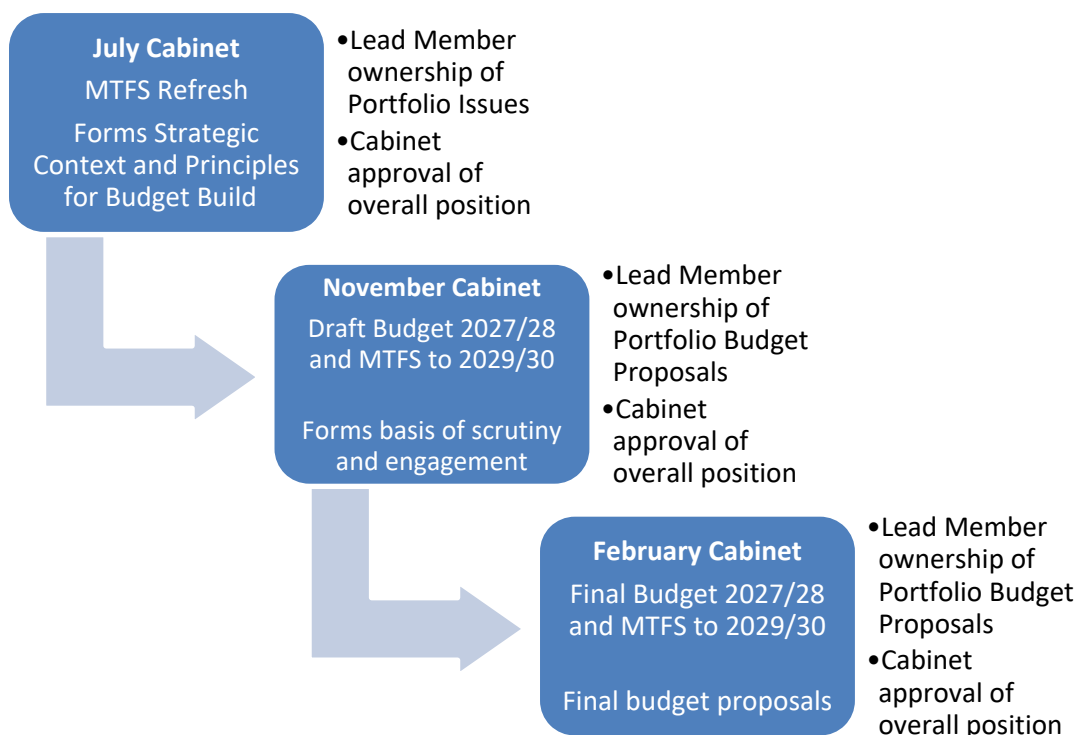 July Cabinet
MTFS Refresh
Forms Strategic
Context and Principles
for Budget Build
•Lead Member
ownership of
Portfolio Issues
•Cabinet
approval of
overall position
November Cabinet
Draft Budget 2027/28
and MTFS to 2029/30
Forms basis of scrutiny
and engagement
•Lead Member
ownership of
Portfolio Budget
Proposals
•Cabinet
approval of
overall position
February Cabinet
Final Budget 2027/28
and MTFS to 2029/30
Final budget proposals
•Lead Member
ownership of
Portfolio Budget
Proposals
•Cabinet
approval of
overall position